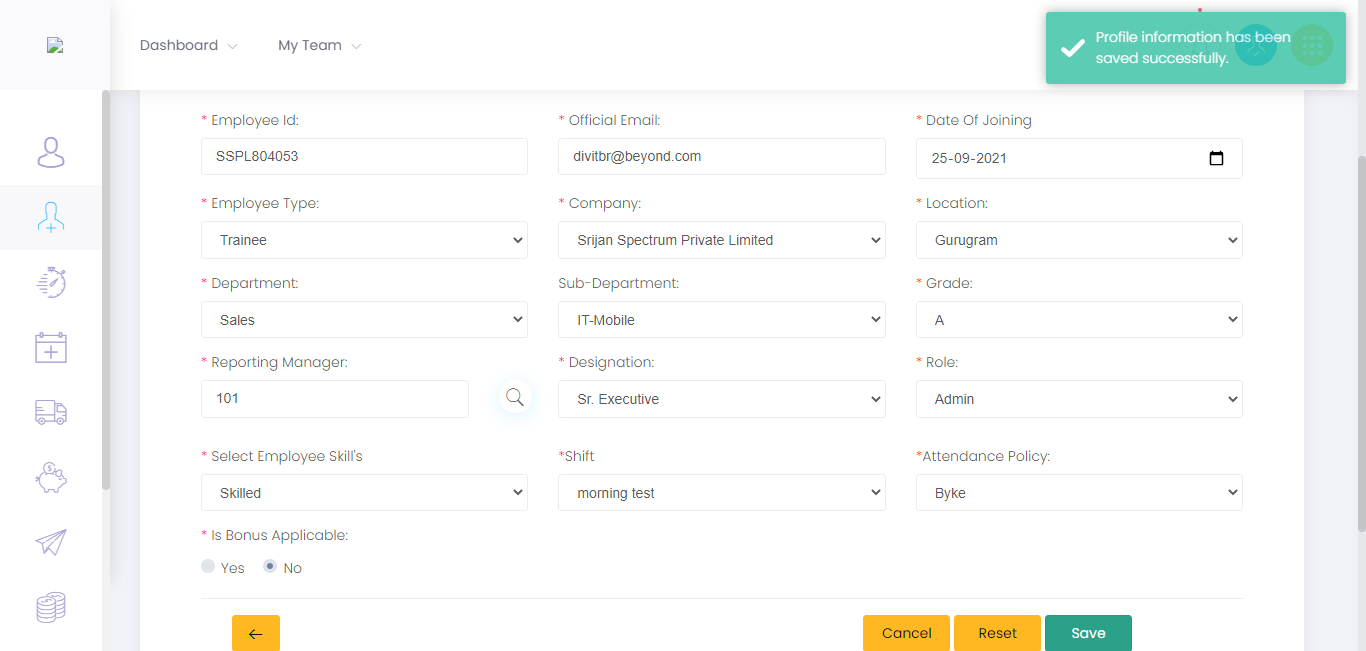 Dashboard My Team
Profile information has been
saved successfully.
* Employee Id: * Official Email: * Date Of Joining
SSPL804053 divitbr@beyond.com 25-09-2021
* Employee Type: * Company: * Location:
Trainee Srijan Spectrum Private Limited Gurugram
* Department: Sub-Department: * Grade:
Sales IT-Mobile A
* Reporting Manager: * Designation: * Role:
101 Sr. Executive Admin
* Select Employee Skill's *Shift *Attendance Policy:
Skilled morning test Byke
* Is Bonus Applicable:
Yes No
Cancel Reset Save